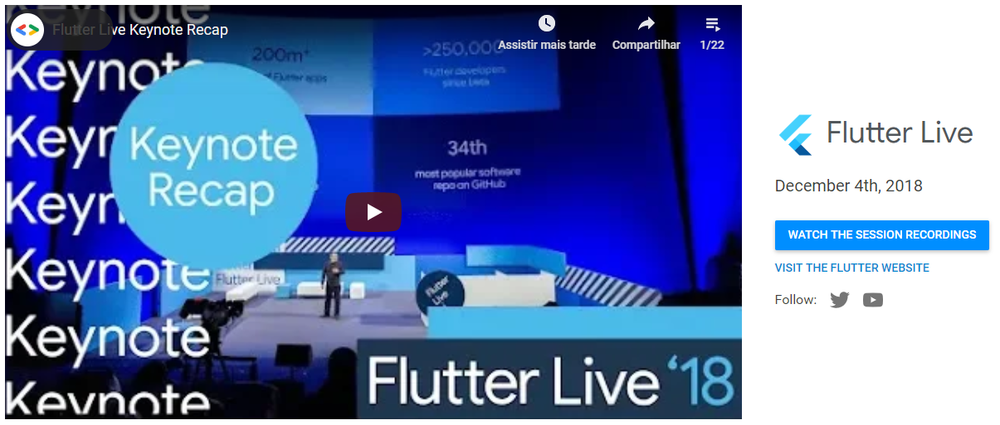 Keynote
Flutter Live Keynote Recap
Assistir mais tarde
Compartilhar
1/22
200m+
of Flutter apps
>250,000
Flutter developers
since beta
Keynote
Keynote
Recap
34th
most popular software
repo on GitHub
Keyn
Keyn
Keynote
Flutter Live
Flutter
Live
Keynote
Keynote
Flutter Live ‘18
Flutter Live
December 4th, 2018
WATCH THE SESSION RECORDINGS
VISIT THE FLUTTER WEBSITE
Follow: